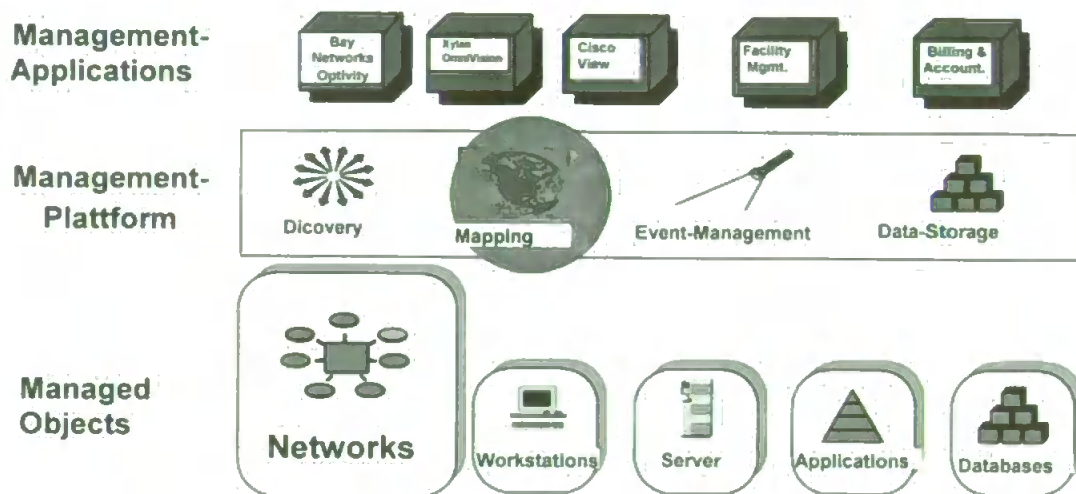 Management-
Applications
Bay
Networks
Optivity
Xylan
OmniVision
Cisco
View
Facility
Mgmt.
Billing &
Account.
Management-
Plattform
Dicovery
Mapping
Event-Management
Data-Storage
Managed
Objects
Networks
Workstations
Server
Applications
Databases